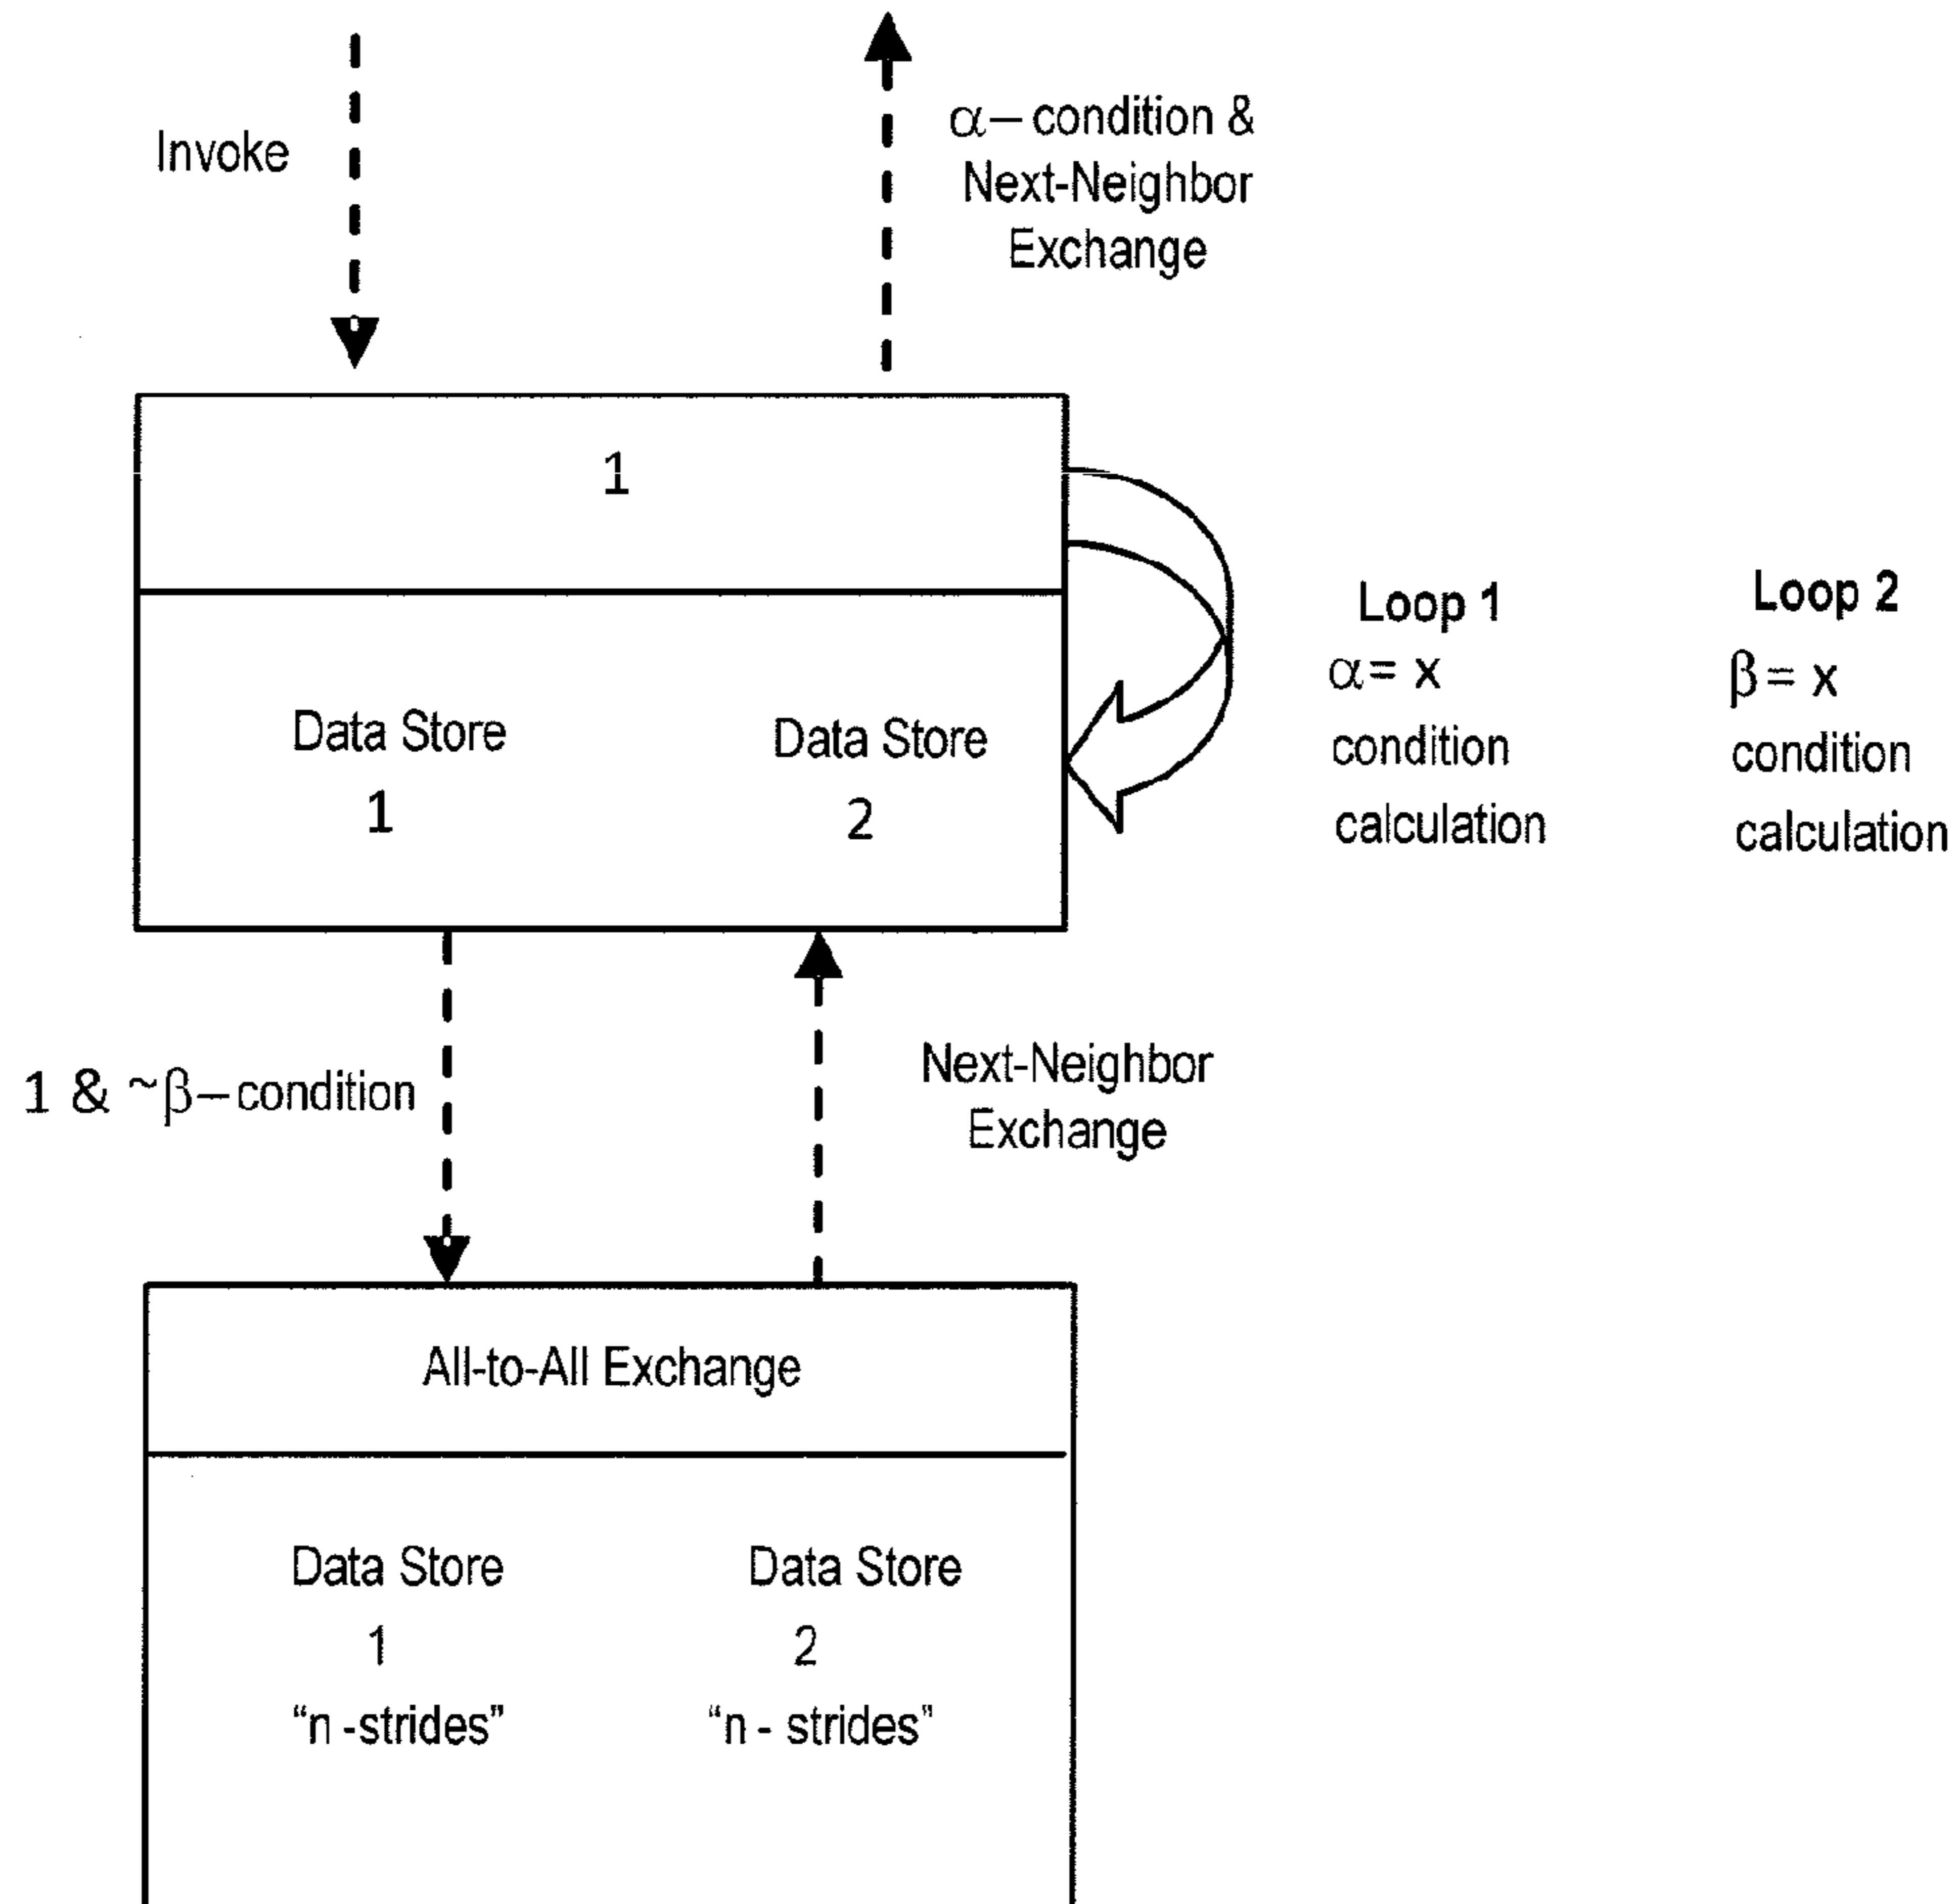 Invoke
α– condition &
Next-Neighbor
Exchange
1
Data Store
1
Data Store
2
Loop 1
α= x
condition
calculation
Loop 2
β= x
condition
calculation
1 & ~β–condition
Next-Neighbor
Exchange
All-to-All Exchange
Data Store
1
"n -strides"
Data Store
2
"n - strides"